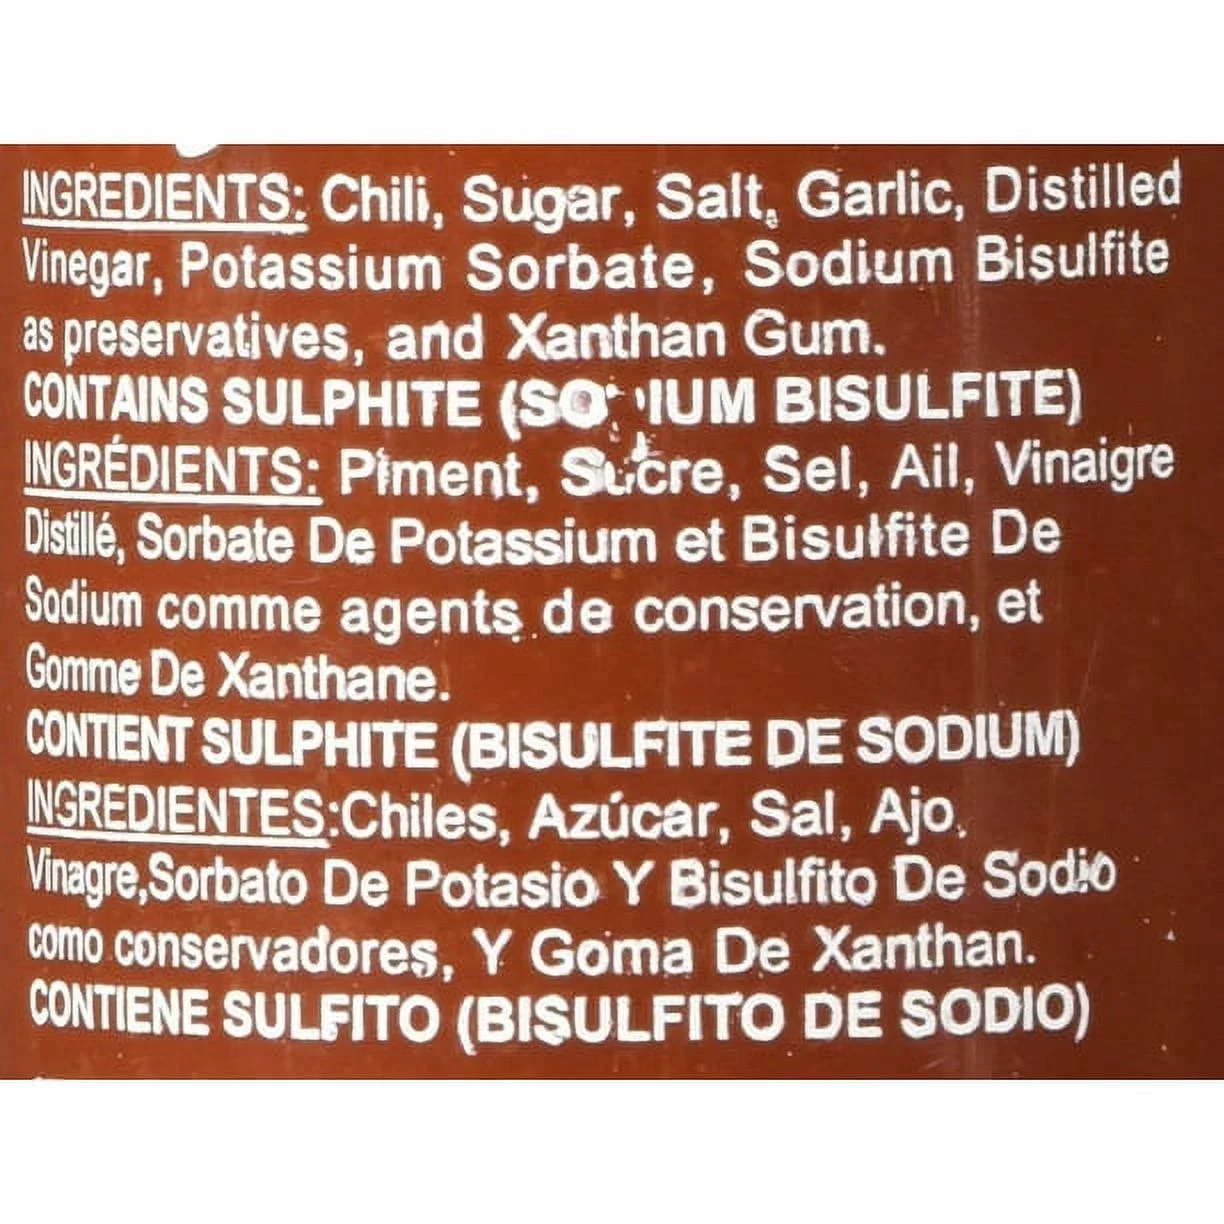 INGREDIENTS: Chili, Sugar, Salt, Garlic, Distilled
Vinegar, Potassium Sorbate, Sodium Bisulfite
as preservatives, and Xanthan Gum.
CONTAINS SULPHITE (SODIUM BISULFITE)
INGRÉDIENTS: Piment, Sucre, Sel, Ail, Vinaigre
Distillé, Sorbate De Potassium et Bisulfite De
Sodium comme agents de conservation, et
Gomme De Xanthane.
CONTIENT SULPHITE (BISULFITE DE SODIUM)
INGREDIENTES:Chiles, Azúcar, Sal, Ajo,
Vinagre,Sorbato De Potasio Y Bisulfito De Sodio
como conservadores, Y Goma De Xanthan.
CONTIENE SULFITO (BISULFITO DE SODIO)